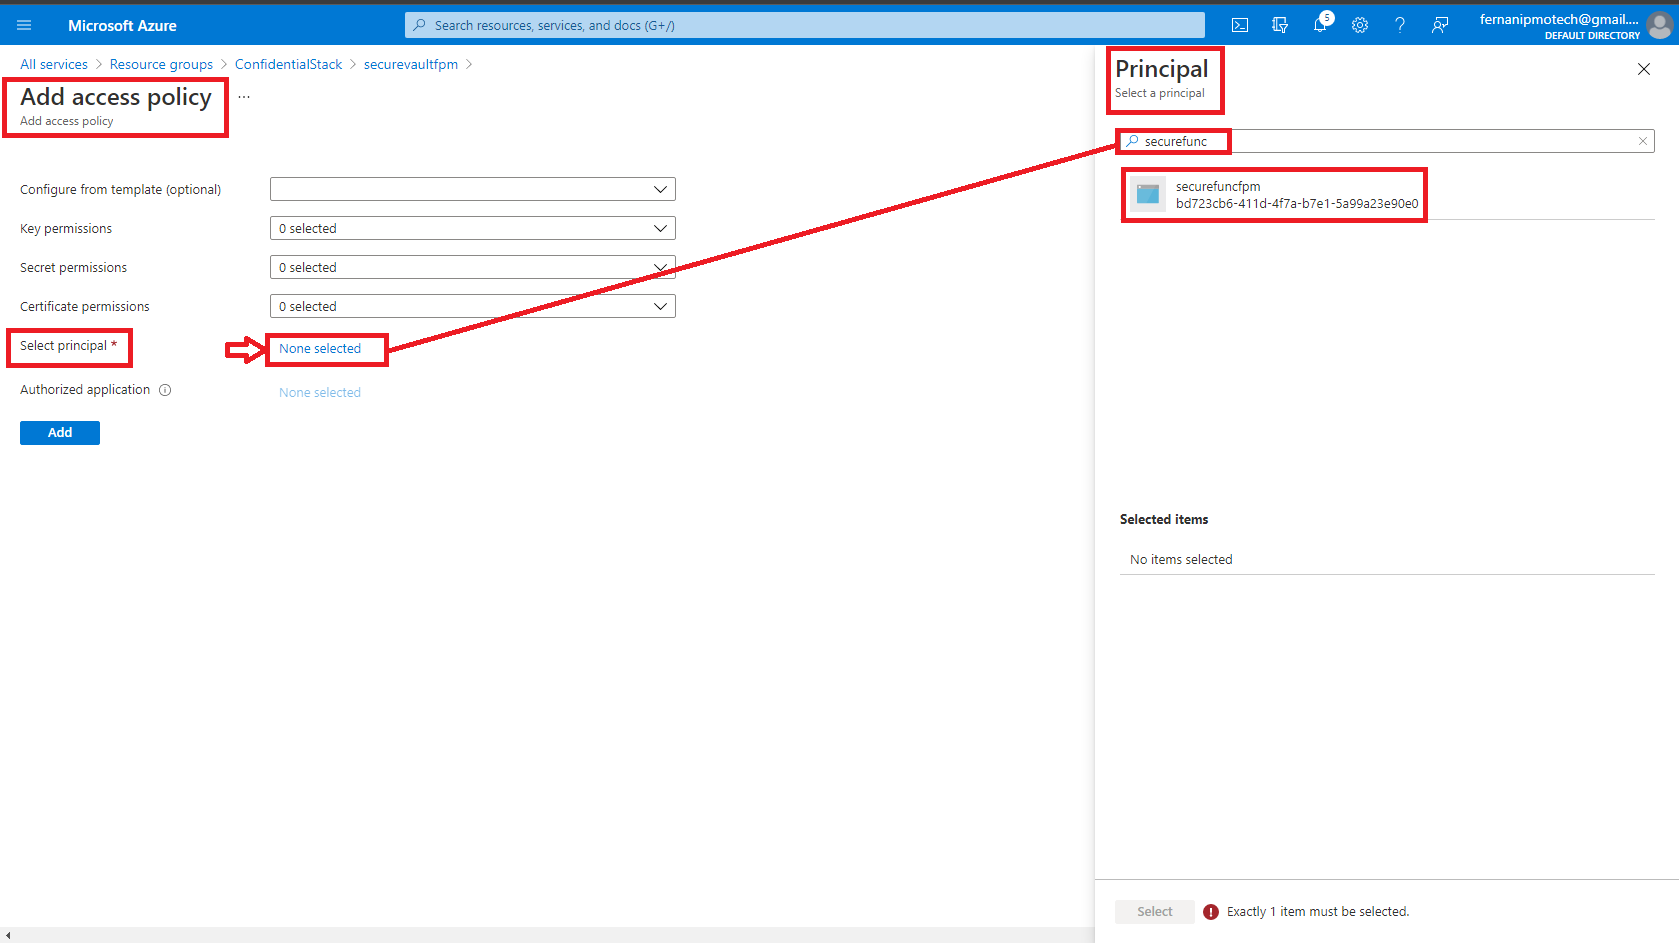 Microsoft Azure
Search resources, services, and docs (G+/)
5
fernanipmotech@gmail....
DEFAULT DIRECTORY
All services > Resource groups > ConfidentialStack > securevaultfpm >
Add access policy ...
Add access policy
Configure from template (optional)
Key permissions
0 selected
Secret permissions
0 selected
Certificate permissions
0 selected
Select principal *
None selected
Authorized application
None selected
Add
Principal
Select a principal
securefunc
securefuncfpm
bd723cb6-411d-4f7a-b7e1-5a99a23e90e0
Selected items
No items selected
Select
Exactly 1 item must be selected.